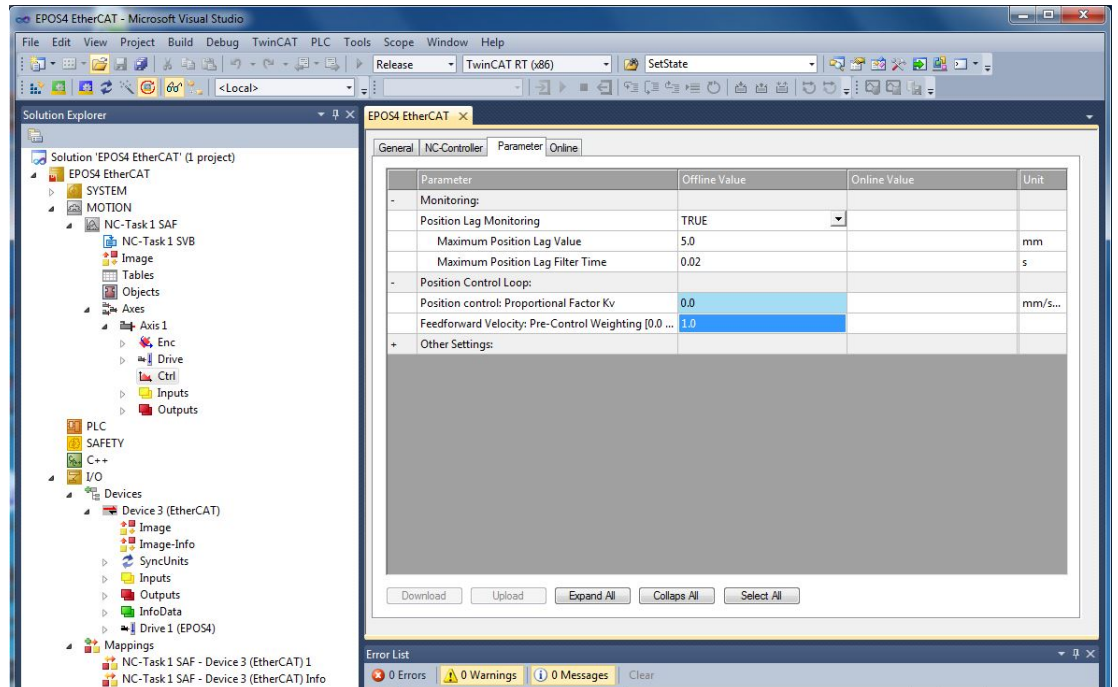 EPOS4 EtherCAT - Microsoft Visual Studio
File Edit View Project Build Debug TwinCAT PLC Tools Scope Window Help
Release TwinCAT RT (x86) SetState
<Local>
Solution Explorer
Solution 'EPOS4 EtherCAT' (1 project)
EPOS4 EtherCAT
SYSTEM
MOTION
NC-Task 1 SAF
NC-Task 1 SVB
Image
Tables
Objects
Axes
Axis 1
Enc
Drive
Ctrl
Inputs
Outputs
PLC
SAFETY
C++
I/O
Devices
Device 3 (EtherCAT)
Image
Image-Info
SyncUnits
Inputs
Outputs
InfoData
Drive 1 (EPOS4)
Mappings
NC-Task 1 SAF - Device 3 (EtherCAT) 1
NC-Task 1 SAF - Device 3 (EtherCAT) Info
EPOS4 EtherCAT
General NC-Controller Parameter Online
Parameter Offline Value Online Value Unit
- Monitoring:
Position Lag Monitoring TRUE
Maximum Position Lag Value 5.0 mm
Maximum Position Lag Filter Time 0.02 s
- Position Control Loop:
Position control: Proportional Factor Kv 0.0 mm/s...
Feedforward Velocity: Pre-Control Weighting [0.0 ... 1.0
+ Other Settings:
Download Upload Expand All Collaps All Select All
Error List
0 Errors 0 Warnings 0 Messages Clear